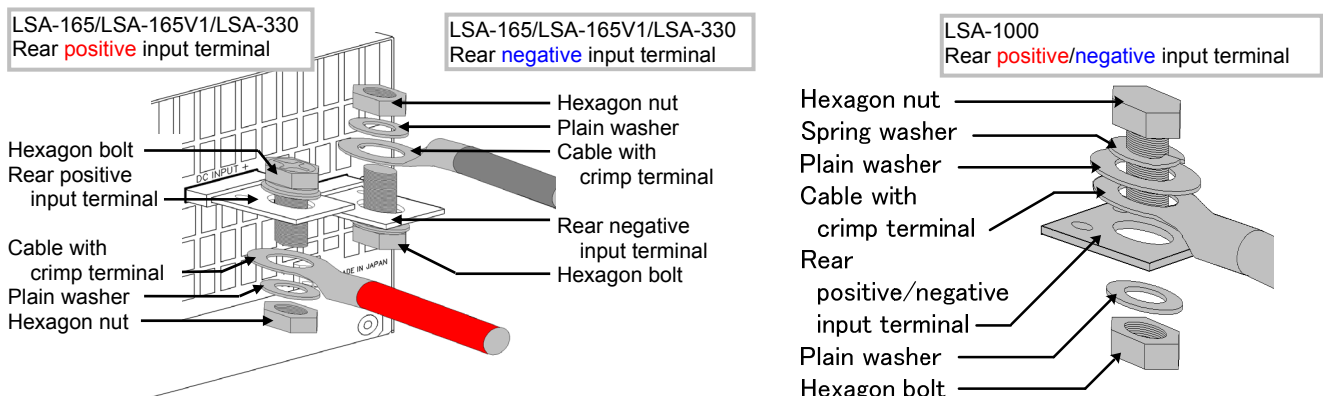 LSA-165/LSA-165V1/LSA-330
Rear positive input terminal
LSA-165/LSA-165V1/LSA-330
Rear negative input terminal
Hexagon bolt
Rear positive
input terminal
Cable with
crimp terminal
Plain washer
Hexagon nut
DC INPUT +
Hexagon nut
Plain washer
Cable with
crimp terminal
Rear negative
input terminal
Hexagon bolt
MADE IN JAPAN
LSA-1000
Rear positive/negative input terminal
Hexagon nut
Spring washer
Plain washer
Cable with
crimp terminal
Rear
positive/negative
input terminal
Plain washer
Hexagon bolt